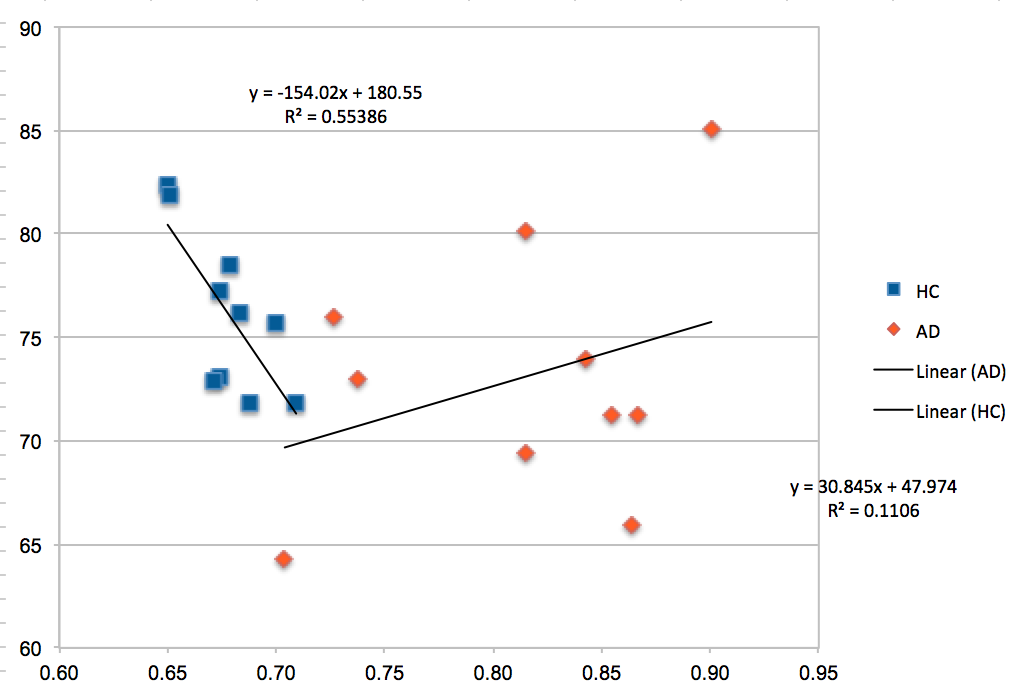 90
y = -154.02x + 180.55
R² = 0.55386
85
80
HC
75
AD
Linear (AD)
Linear (HC)
70
y = 30.845x + 47.974
R² = 0.1106
65
60
0.60 0.65 0.70 0.75 0.80 0.85 0.90 0.95